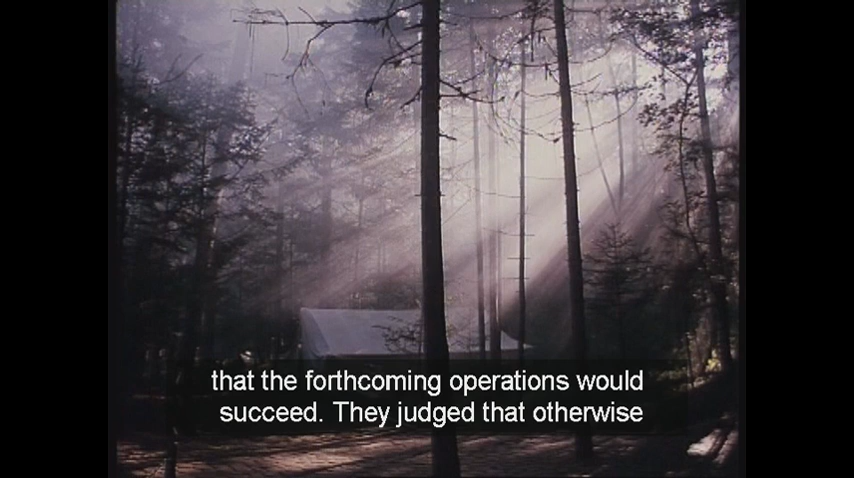 that the forthcoming operations would
succeed. They judged that otherwise